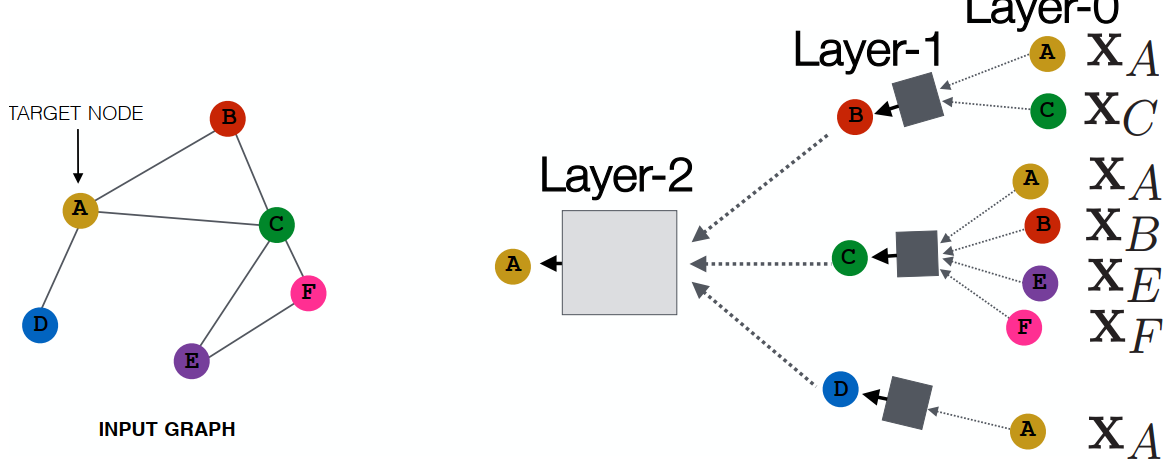 TARGET NODE
A
B
C
D
E
F
INPUT GRAPH
Layer-2
A
Layer-1
B
C
D
Layer-0
A
X_A
C
X_C
A
X_A
B
X_B
E
X_E
F
X_F
A
X_A